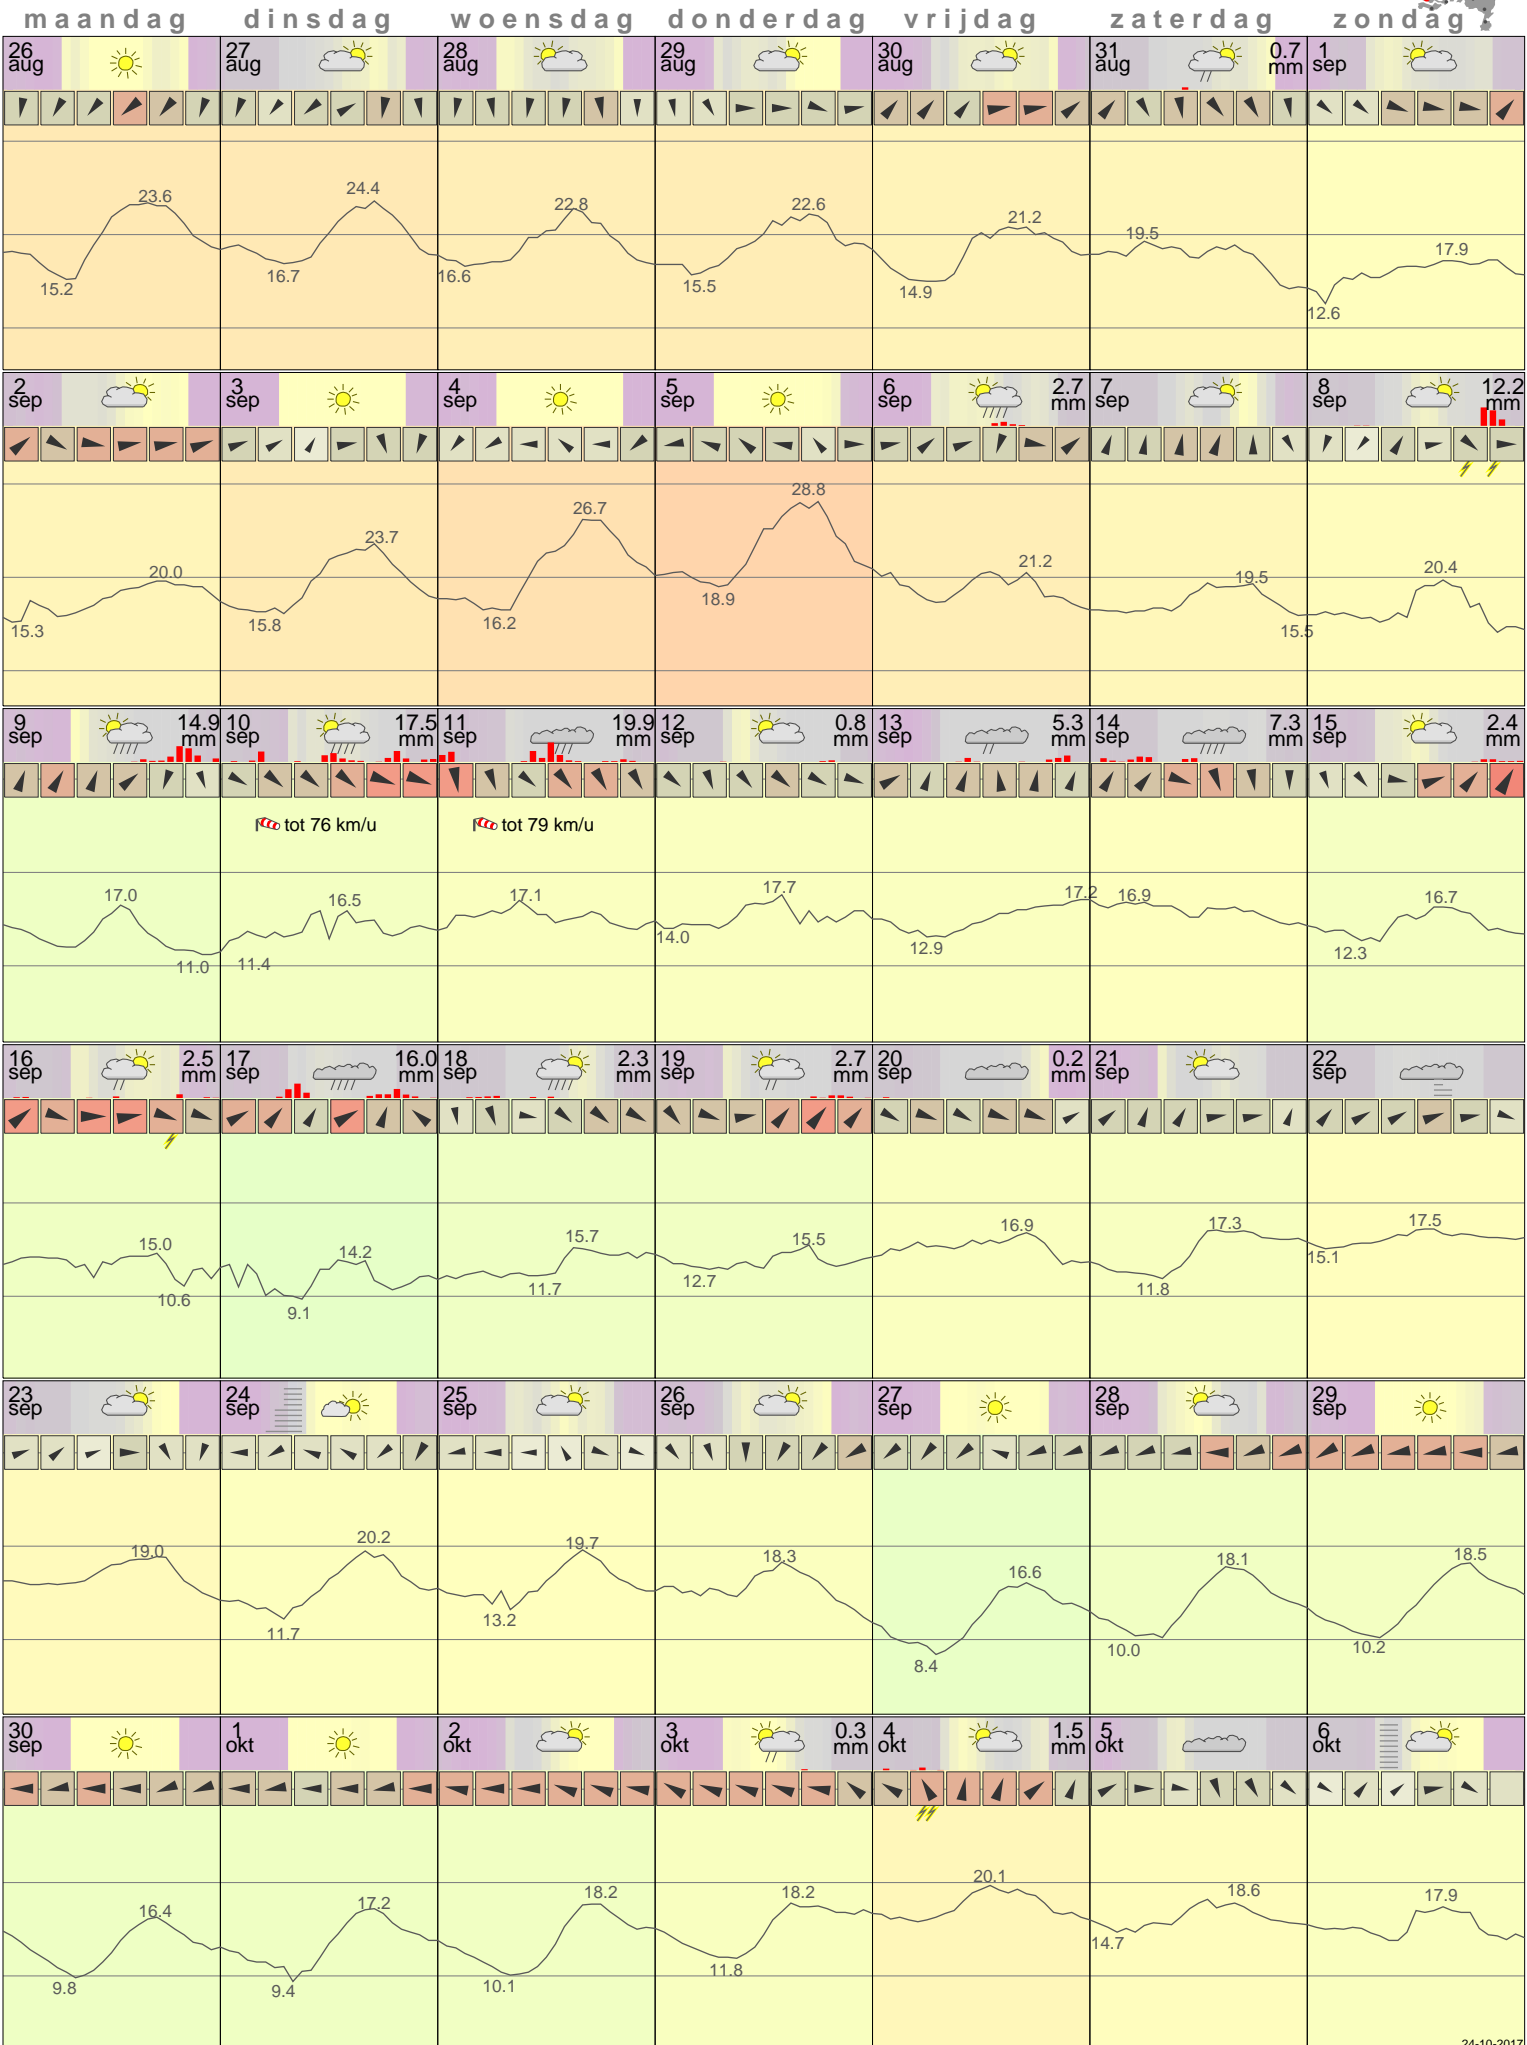 maandag dinsdag woensdag donderdag vrijdag zaterdag zondag
26 aug 27 aug 28 aug 29 aug 30 aug 31 aug 0.7 mm 1 sep
23.6 24.4 22.8 22.6 21.2 19.5 17.9
15.2 16.7 16.6 15.5 14.9 12.6
2 sep 3 sep 4 sep 5 sep 6 sep 2.7 mm 7 sep 8 sep 12.2 mm
20.0 23.7 26.7 28.8 21.2 19.5 20.4
15.3 15.8 16.2 18.9 15.5
9 sep 14.9 mm 10 sep 17.5 mm 11 sep 19.9 mm 12 sep 0.8 mm 13 sep 5.3 mm 14 sep 7.3 mm 15 sep 2.4 mm
tot 76 km/u tot 79 km/u
17.0 16.5 17.1 17.7 17.2 16.9 16.7
11.0 11.4 14.0 12.9 12.3
16 sep 2.5 mm 17 sep 16.0 mm 18 sep 2.3 mm 19 sep 2.7 mm 20 sep 0.2 mm 21 sep 22 sep
15.0 14.2 15.7 15.5 16.9 17.3 17.5
10.6 9.1 11.7 12.7 11.8 15.1
23 sep 24 sep 25 sep 26 sep 27 sep 28 sep 29 sep
19.0 20.2 19.7 18.3 16.6 18.1 18.5
11.7 13.2 8.4 10.0 10.2
30 sep 1 okt 2 okt 3 okt 0.3 mm 4 okt 1.5 mm 5 okt 6 okt
16.4 17.2 18.2 18.2 20.1 18.6 17.9
9.8 9.4 10.1 11.8 14.7
24-10-2017